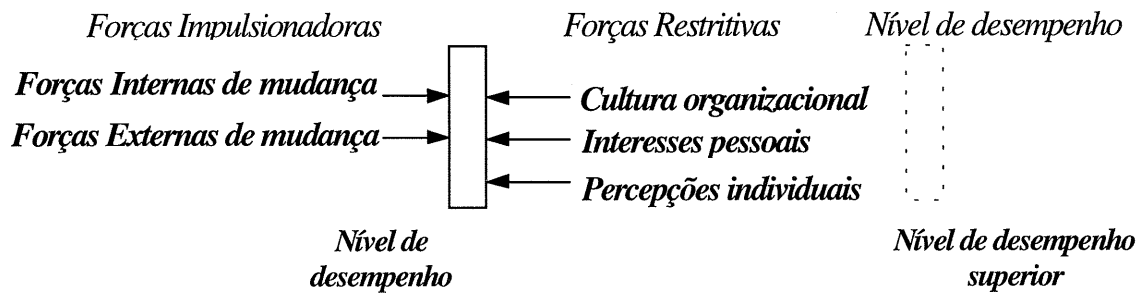 Forças Impulsionadoras
Forças Restritivas
Nível de desempenho
Forças Internas de mudança
Forças Externas de mudança
Cultura organizacional
Interesses pessoais
Percepções individuais
Nível de
desempenho
Nível de desempenho
superior